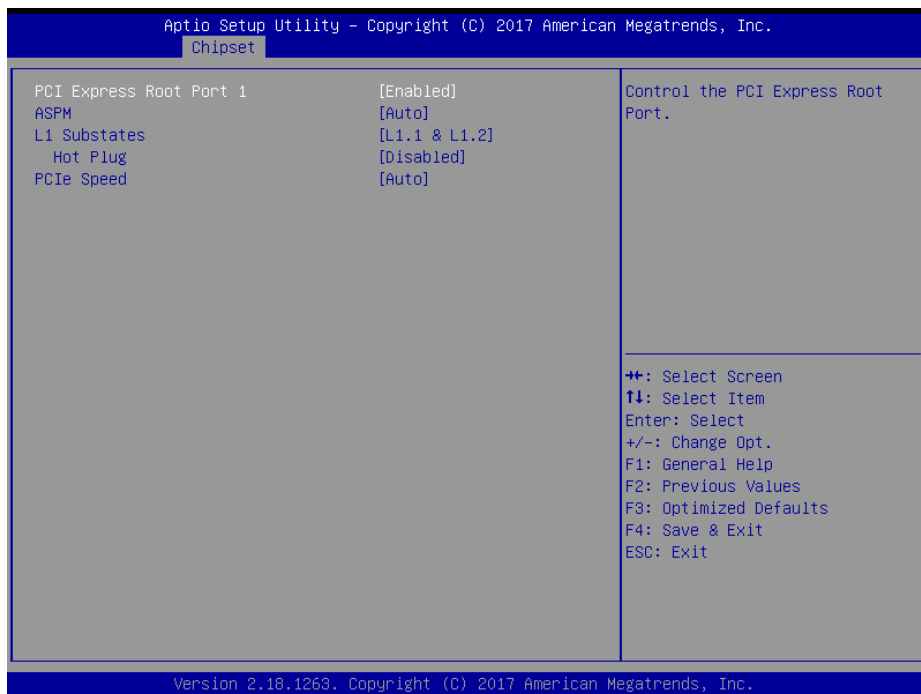 Aptio Setup Utility – Copyright (C) 2017 American Megatrends, Inc.
Chipset
PCI Express Root Port 1 [Enabled]
ASPM [Auto]
L1 Substates [L1.1 & L1.2]
Hot Plug [Disabled]
PCIe Speed [Auto]
Control the PCI Express Root
Port.
→←: Select Screen
↑↓: Select Item
Enter: Select
+/-: Change Opt.
F1: General Help
F2: Previous Values
F3: Optimized Defaults
F4: Save & Exit
ESC: Exit
Version 2.18.1263. Copyright (C) 2017 American Megatrends, Inc.